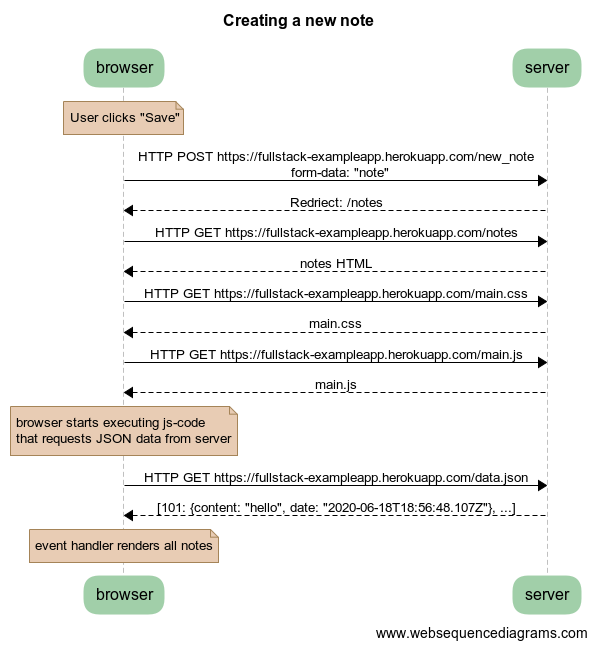 Creating a new note
browser
server
User clicks "Save"
HTTP POST https://fullstack-exampleapp.herokuapp.com/new_note
form-data: "note"
Redriect: /notes
HTTP GET https://fullstack-exampleapp.herokuapp.com/notes
notes HTML
HTTP GET https://fullstack-exampleapp.herokuapp.com/main.css
main.css
HTTP GET https://fullstack-exampleapp.herokuapp.com/main.js
main.js
browser starts executing js-code
that requests JSON data from server
HTTP GET https://fullstack-exampleapp.herokuapp.com/data.json
[101: {content: "hello", date: "2020-06-18T18:56:48.107Z"}, ...]
event handler renders all notes
browser
server
www.websequencediagrams.com